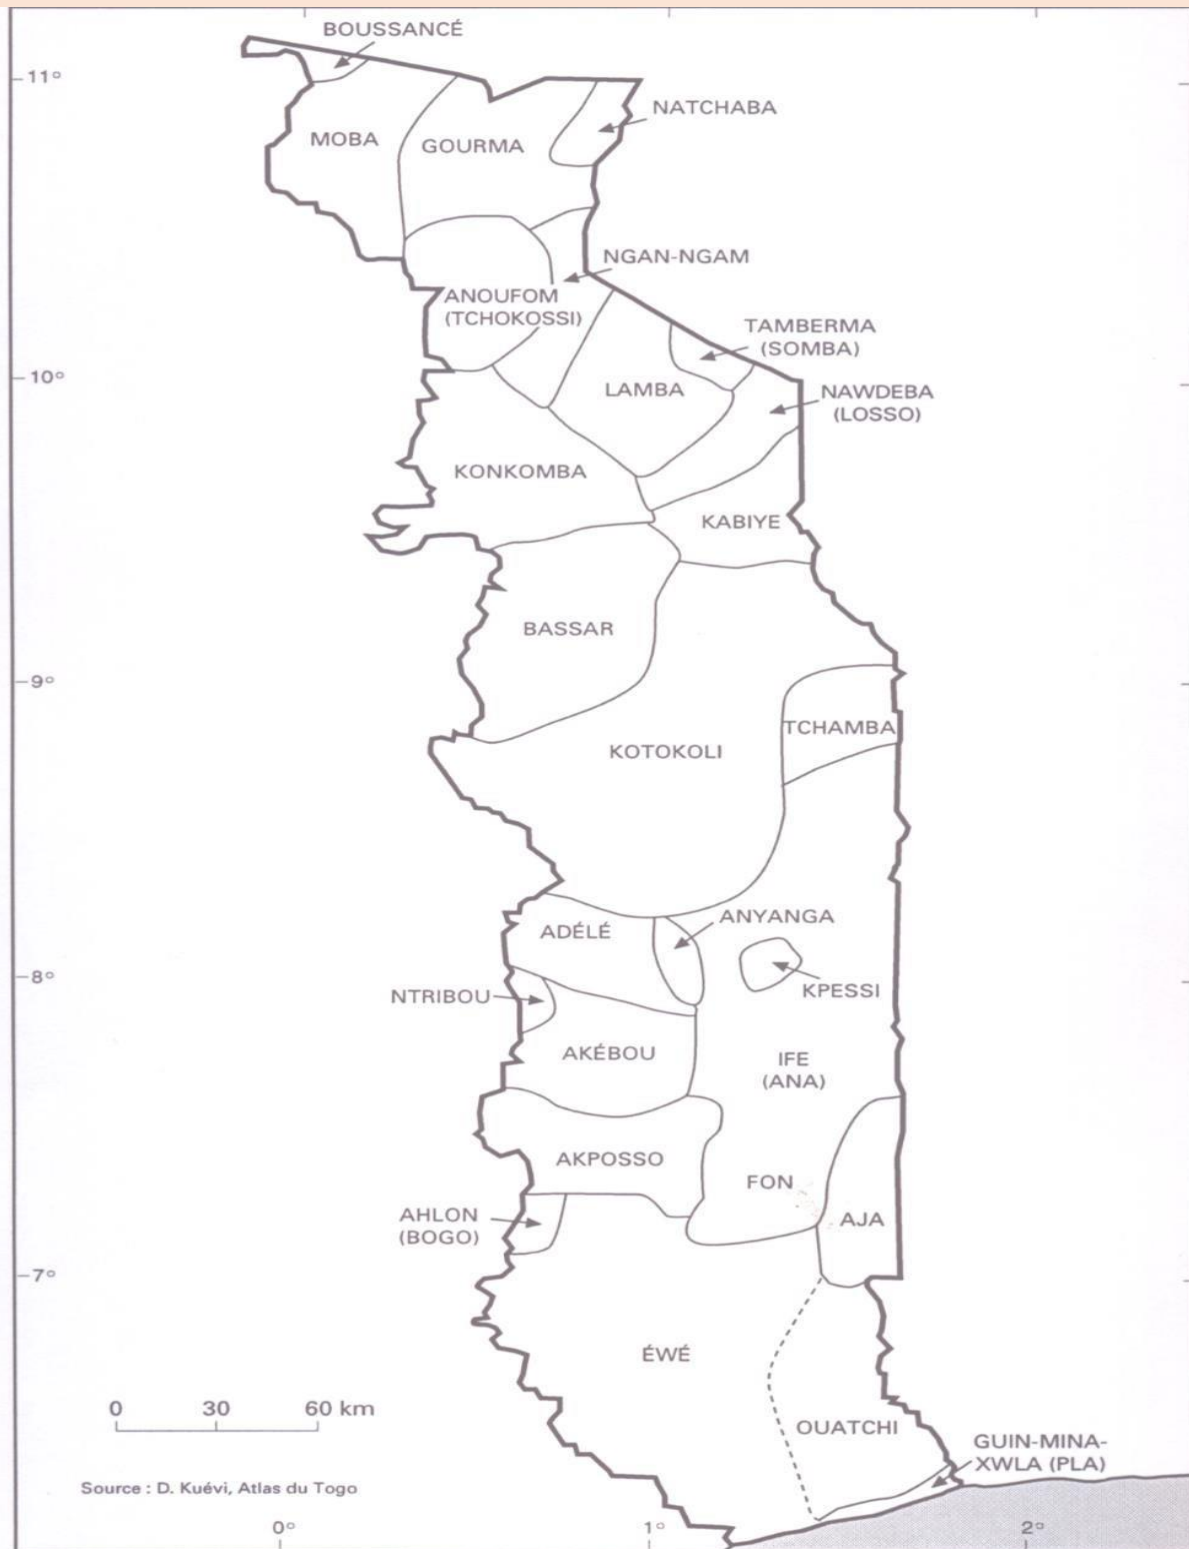 BOUSSANCÉ
11°
NATCHABA
MOBA
GOURMA
NGAN-NGAM
ANOUFOM
(TCHOKOSSI)
TAMBERMA
(SOMBA)
10°
LAMBA
NAWDEBA
(LOSSO)
KONKOMBA
KABIYE
BASSAR
9°
TCHAMBA
KOTOKOLI
ANYANGA
ADÉLÉ
8°
KPESSI
NTRIBOU
AKÉBOU
IFE
(ANA)
AKPOSSO
FON
AHLON
(BOGO)
AJA
7°
ÉWÉ
0 30 60 km
OUATCHI
GUIN-MINA-
XWLA (PLA)
Source : D. Kuévi, Atlas du Togo
0° 1° 2°